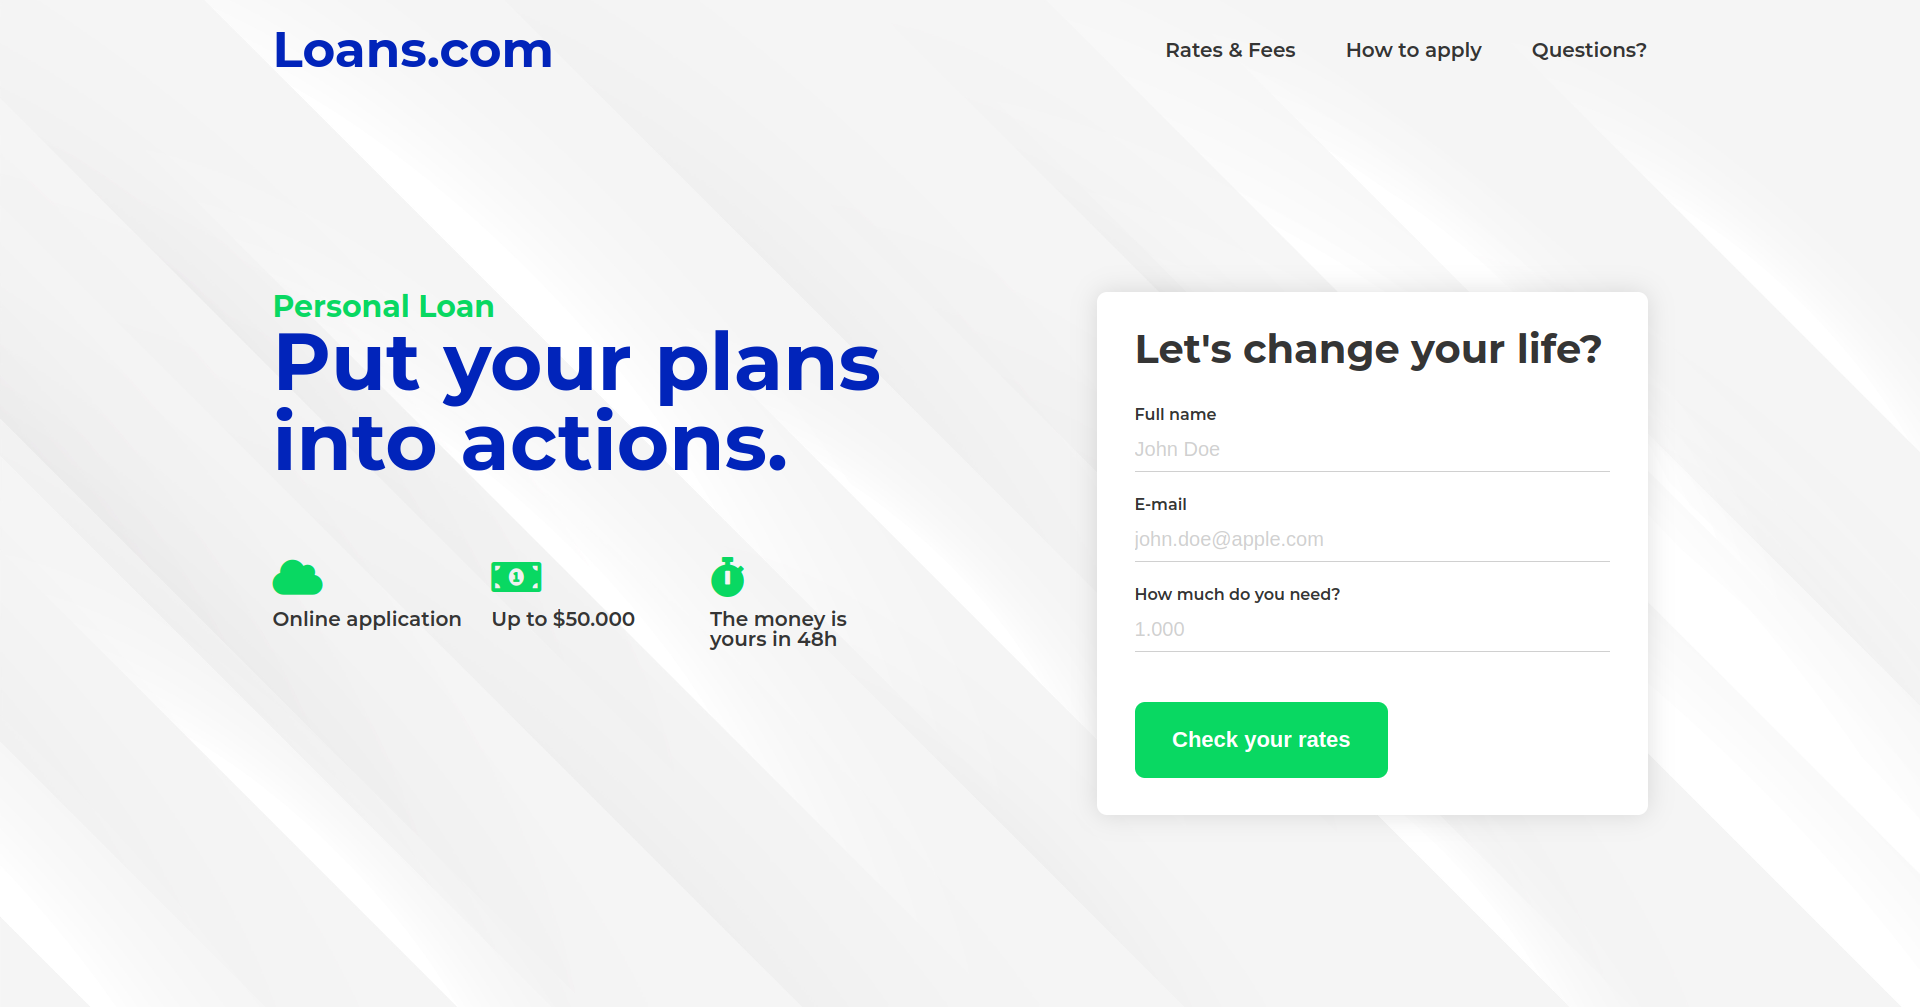 Loans.com
Rates & Fees
How to apply
Questions?
Personal Loan
Put your plans
into actions.
Online application
Up to $50.000
The money is
yours in 48h
Let's change your life?
Full name
John Doe
E-mail
john.doe@apple.com
How much do you need?
1.000
Check your rates